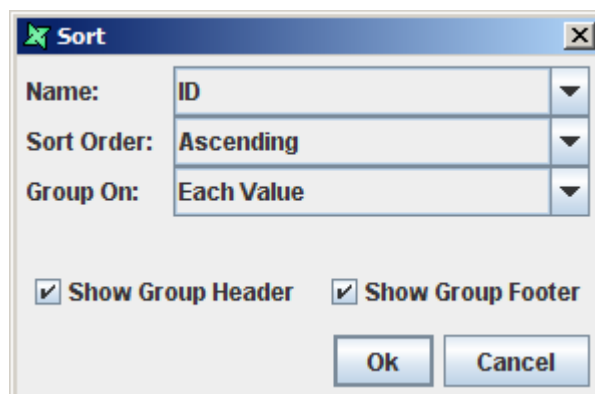 Sort
Name: ID
Sort Order: Ascending
Group On: Each Value
Show Group Header Show Group Footer
Ok Cancel